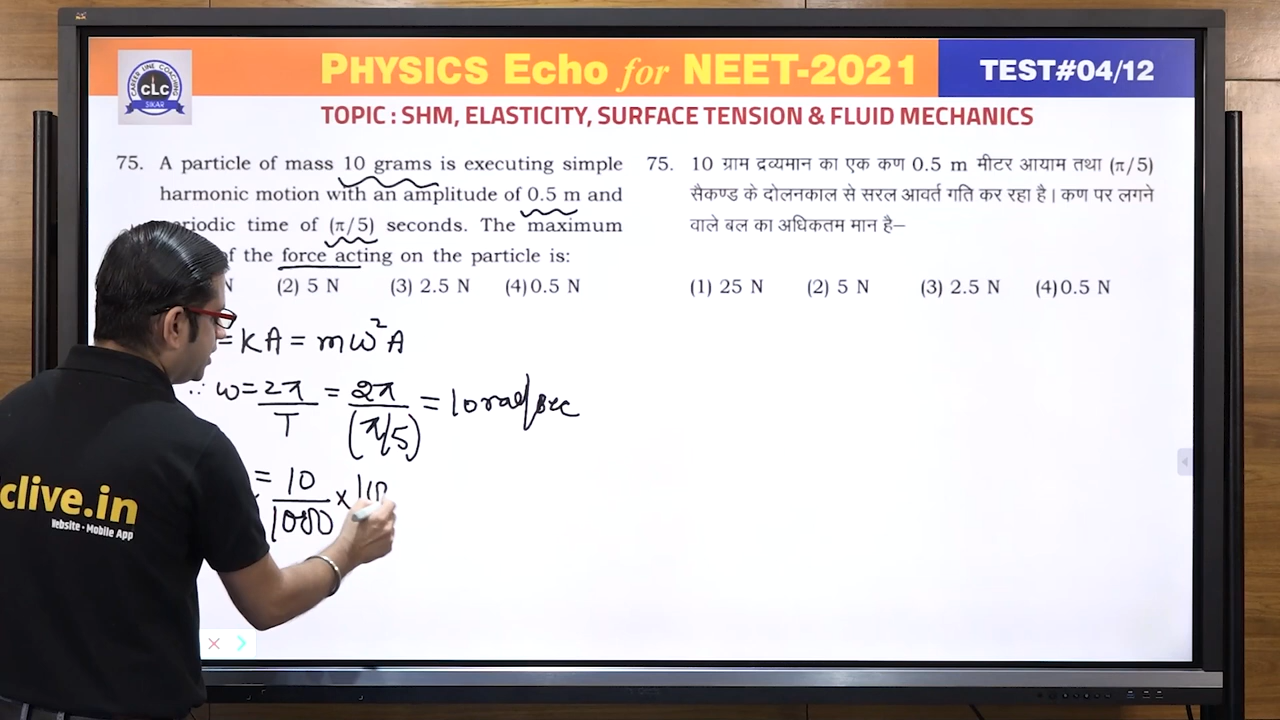 PHYSICS Echo for NEET-2021
TEST#04/12
CAREER LINE COACHING
CLC
SIKAR
TOPIC : SHM, ELASTICITY, SURFACE TENSION & FLUID MECHANICS
75. A particle of mass 10 grams is executing simple
harmonic motion with an amplitude of 0.5 m and
riodic time of (π/5) seconds. The maximum
of the force acting on the particle is:
N (2) 5 N (3) 2.5 N (4) 0.5 N
75. 10 ग्राम द्रव्यमान का एक कण 0.5 m मीटर आयाम तथा (π/5)
सैकण्ड के दोलनकाल से सरल आवर्त गति कर रहा है। कण पर लगने
वाले बल का अधिकतम मान है–
(1) 25 N (2) 5 N (3) 2.5 N (4) 0.5 N
= KA = mω²A
∵ ω = 2π/T = 2π/(π/5) = 10 rad/sec
= 10/1000 × 10
clive.in
Website • Mobile App